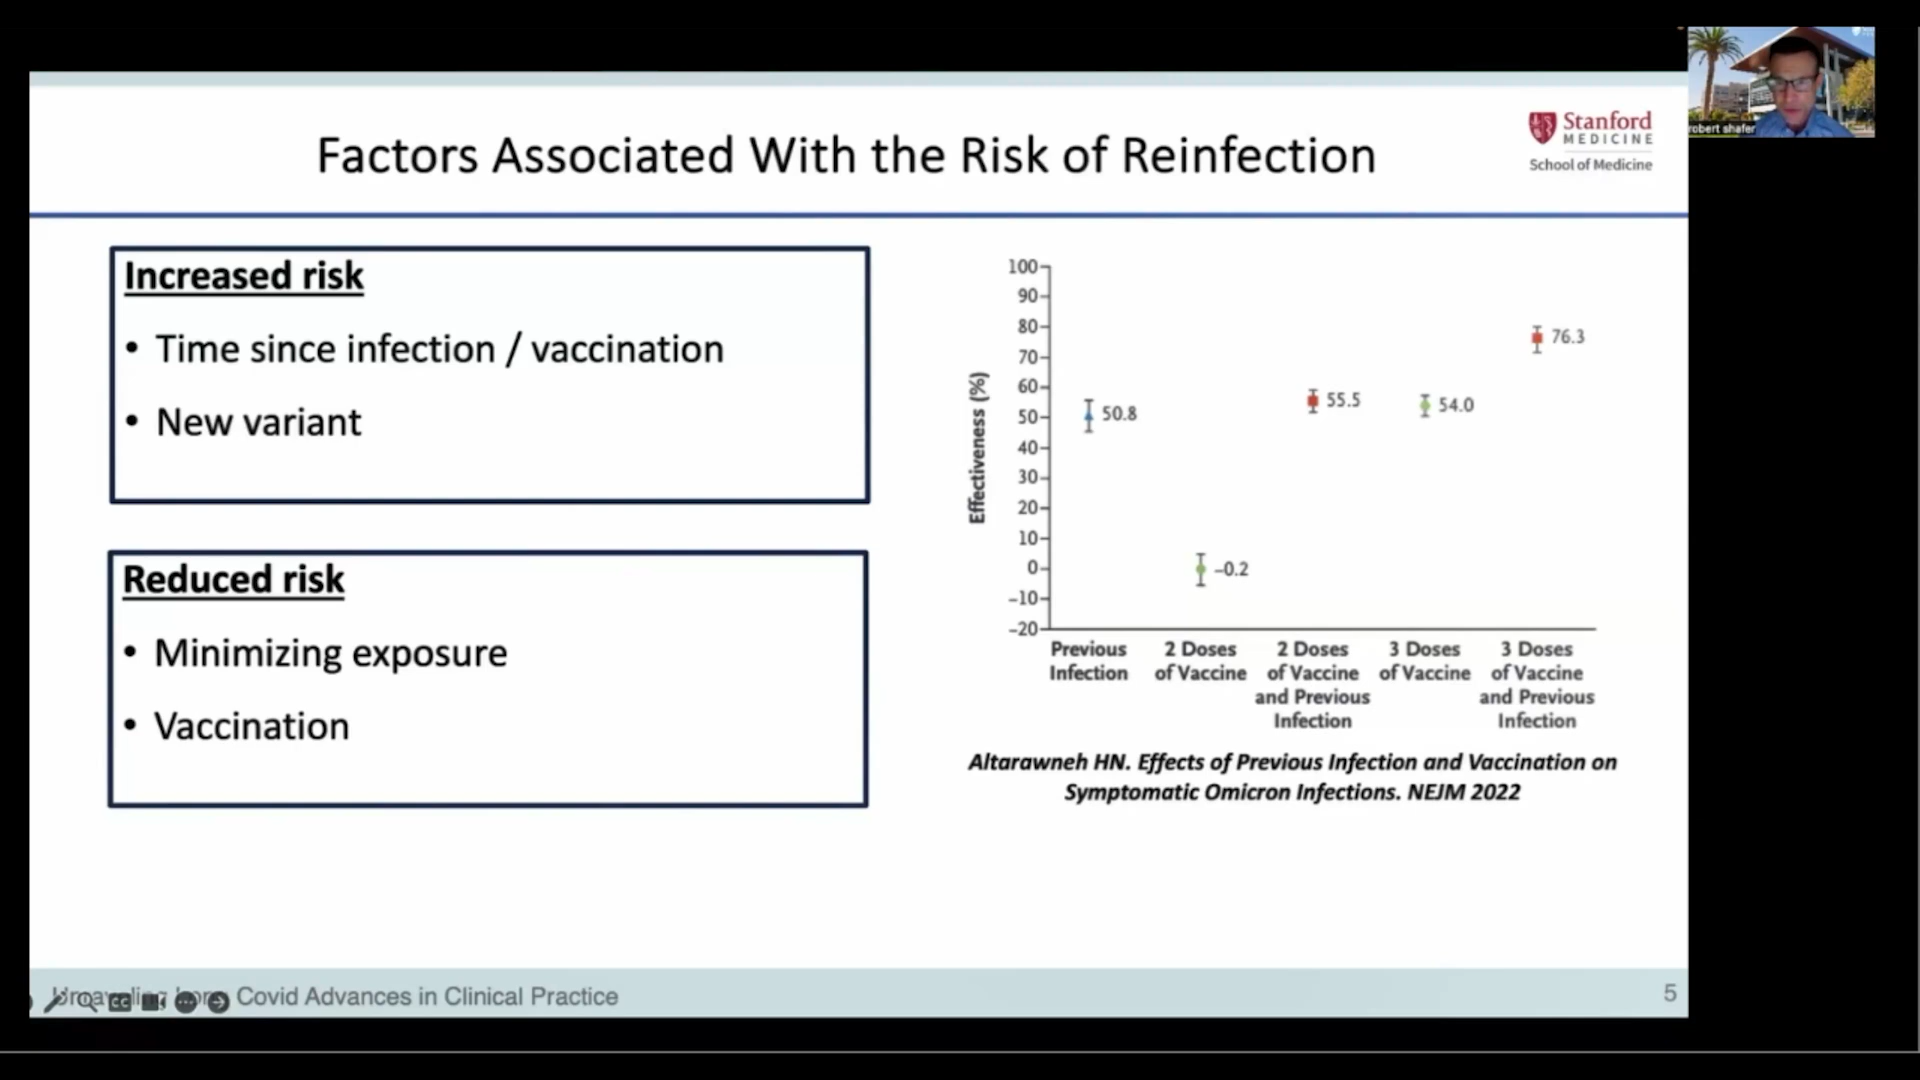 robert shafer
Factors Associated With the Risk of Reinfection
Stanford
MEDICINE
School of Medicine
Increased risk
• Time since infection / vaccination
• New variant
Reduced risk
• Minimizing exposure
• Vaccination
Effectiveness (%)
100
90
80
70
60
50
40
30
20
10
0
–10
–20
50.8
–0.2
55.5
54.0
76.3
Previous
Infection
2 Doses
of Vaccine
2 Doses
of Vaccine
and Previous
Infection
3 Doses
of Vaccine
3 Doses
of Vaccine
and Previous
Infection
Altarawneh HN. Effects of Previous Infection and Vaccination on
Symptomatic Omicron Infections. NEJM 2022
Covid Advances in Clinical Practice
CC
5